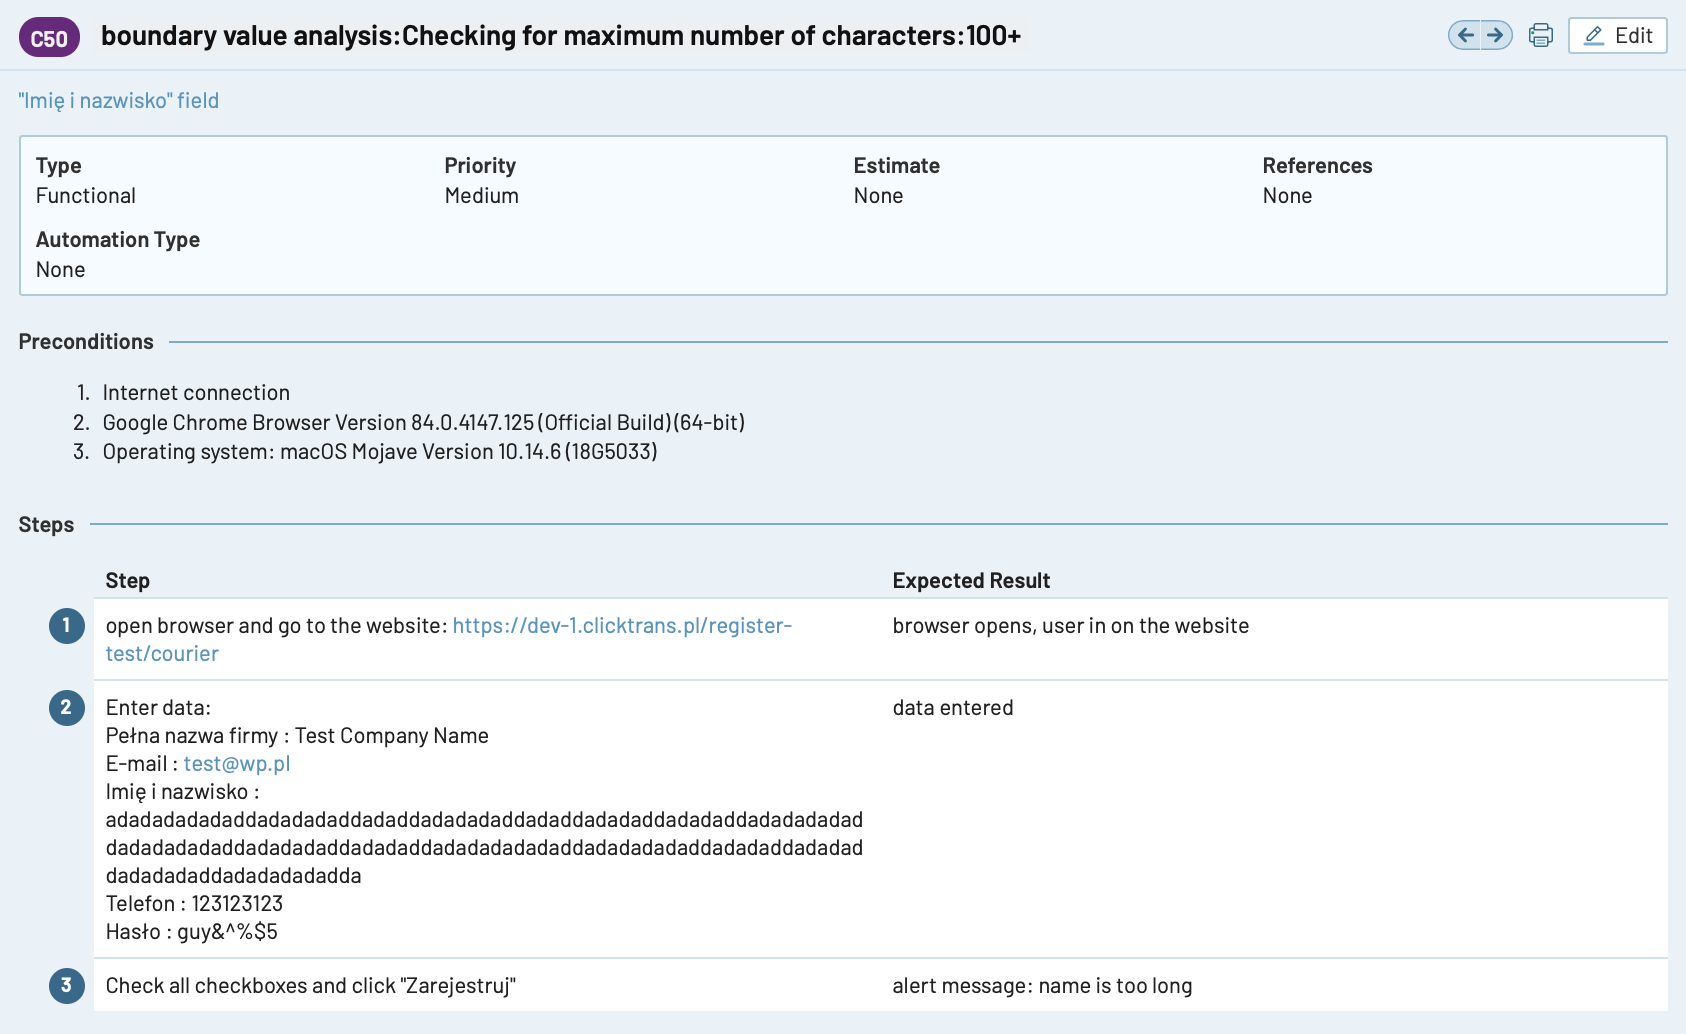 C50 boundary value analysis:Checking for maximum number of characters:100+ Edit
"Imię i nazwisko" field
Type Priority Estimate References
Functional Medium None None
Automation Type
None
Preconditions
1. Internet connection
2. Google Chrome Browser Version 84.0.4147.125 (Official Build) (64-bit)
3. Operating system: macOS Mojave Version 10.14.6 (18G5033)
Steps
Step Expected Result
1 open browser and go to the website: https://dev-1.clicktrans.pl/register- browser opens, user in on the website
test/courier
2 Enter data: data entered
Pełna nazwa firmy : Test Company Name
E-mail : test@wp.pl
Imię i nazwisko :
adadadadadaddadadadaddadaddadadadaddadaddadadaddadadaddadadadadad
dadadadadaddadadadaddadadaddadadadadadaddadadadadaddadadaddadadad
dadadadaddadadadadadda
Telefon : 123123123
Hasło : guy&^%$5
3 Check all checkboxes and click "Zarejestruj" alert message: name is too long